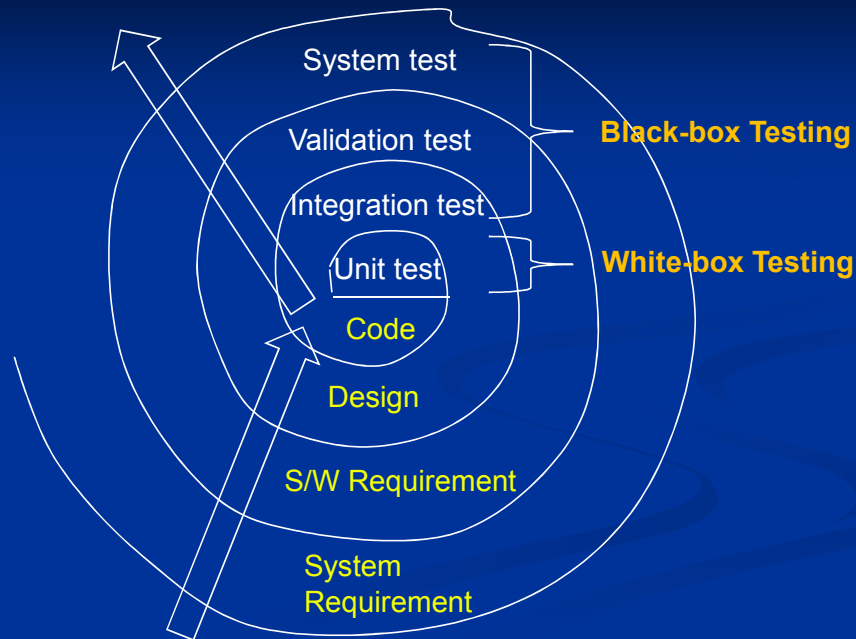 System test
Black-box Testing
Validation test
Integration test
White-box Testing
Unit test
Code
Design
S/W Requirement
System
Requirement